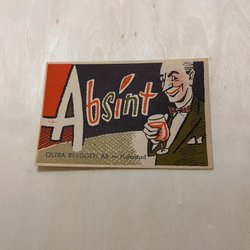 Absint
ÖSTRA BRYGGERI AB — Halmstad